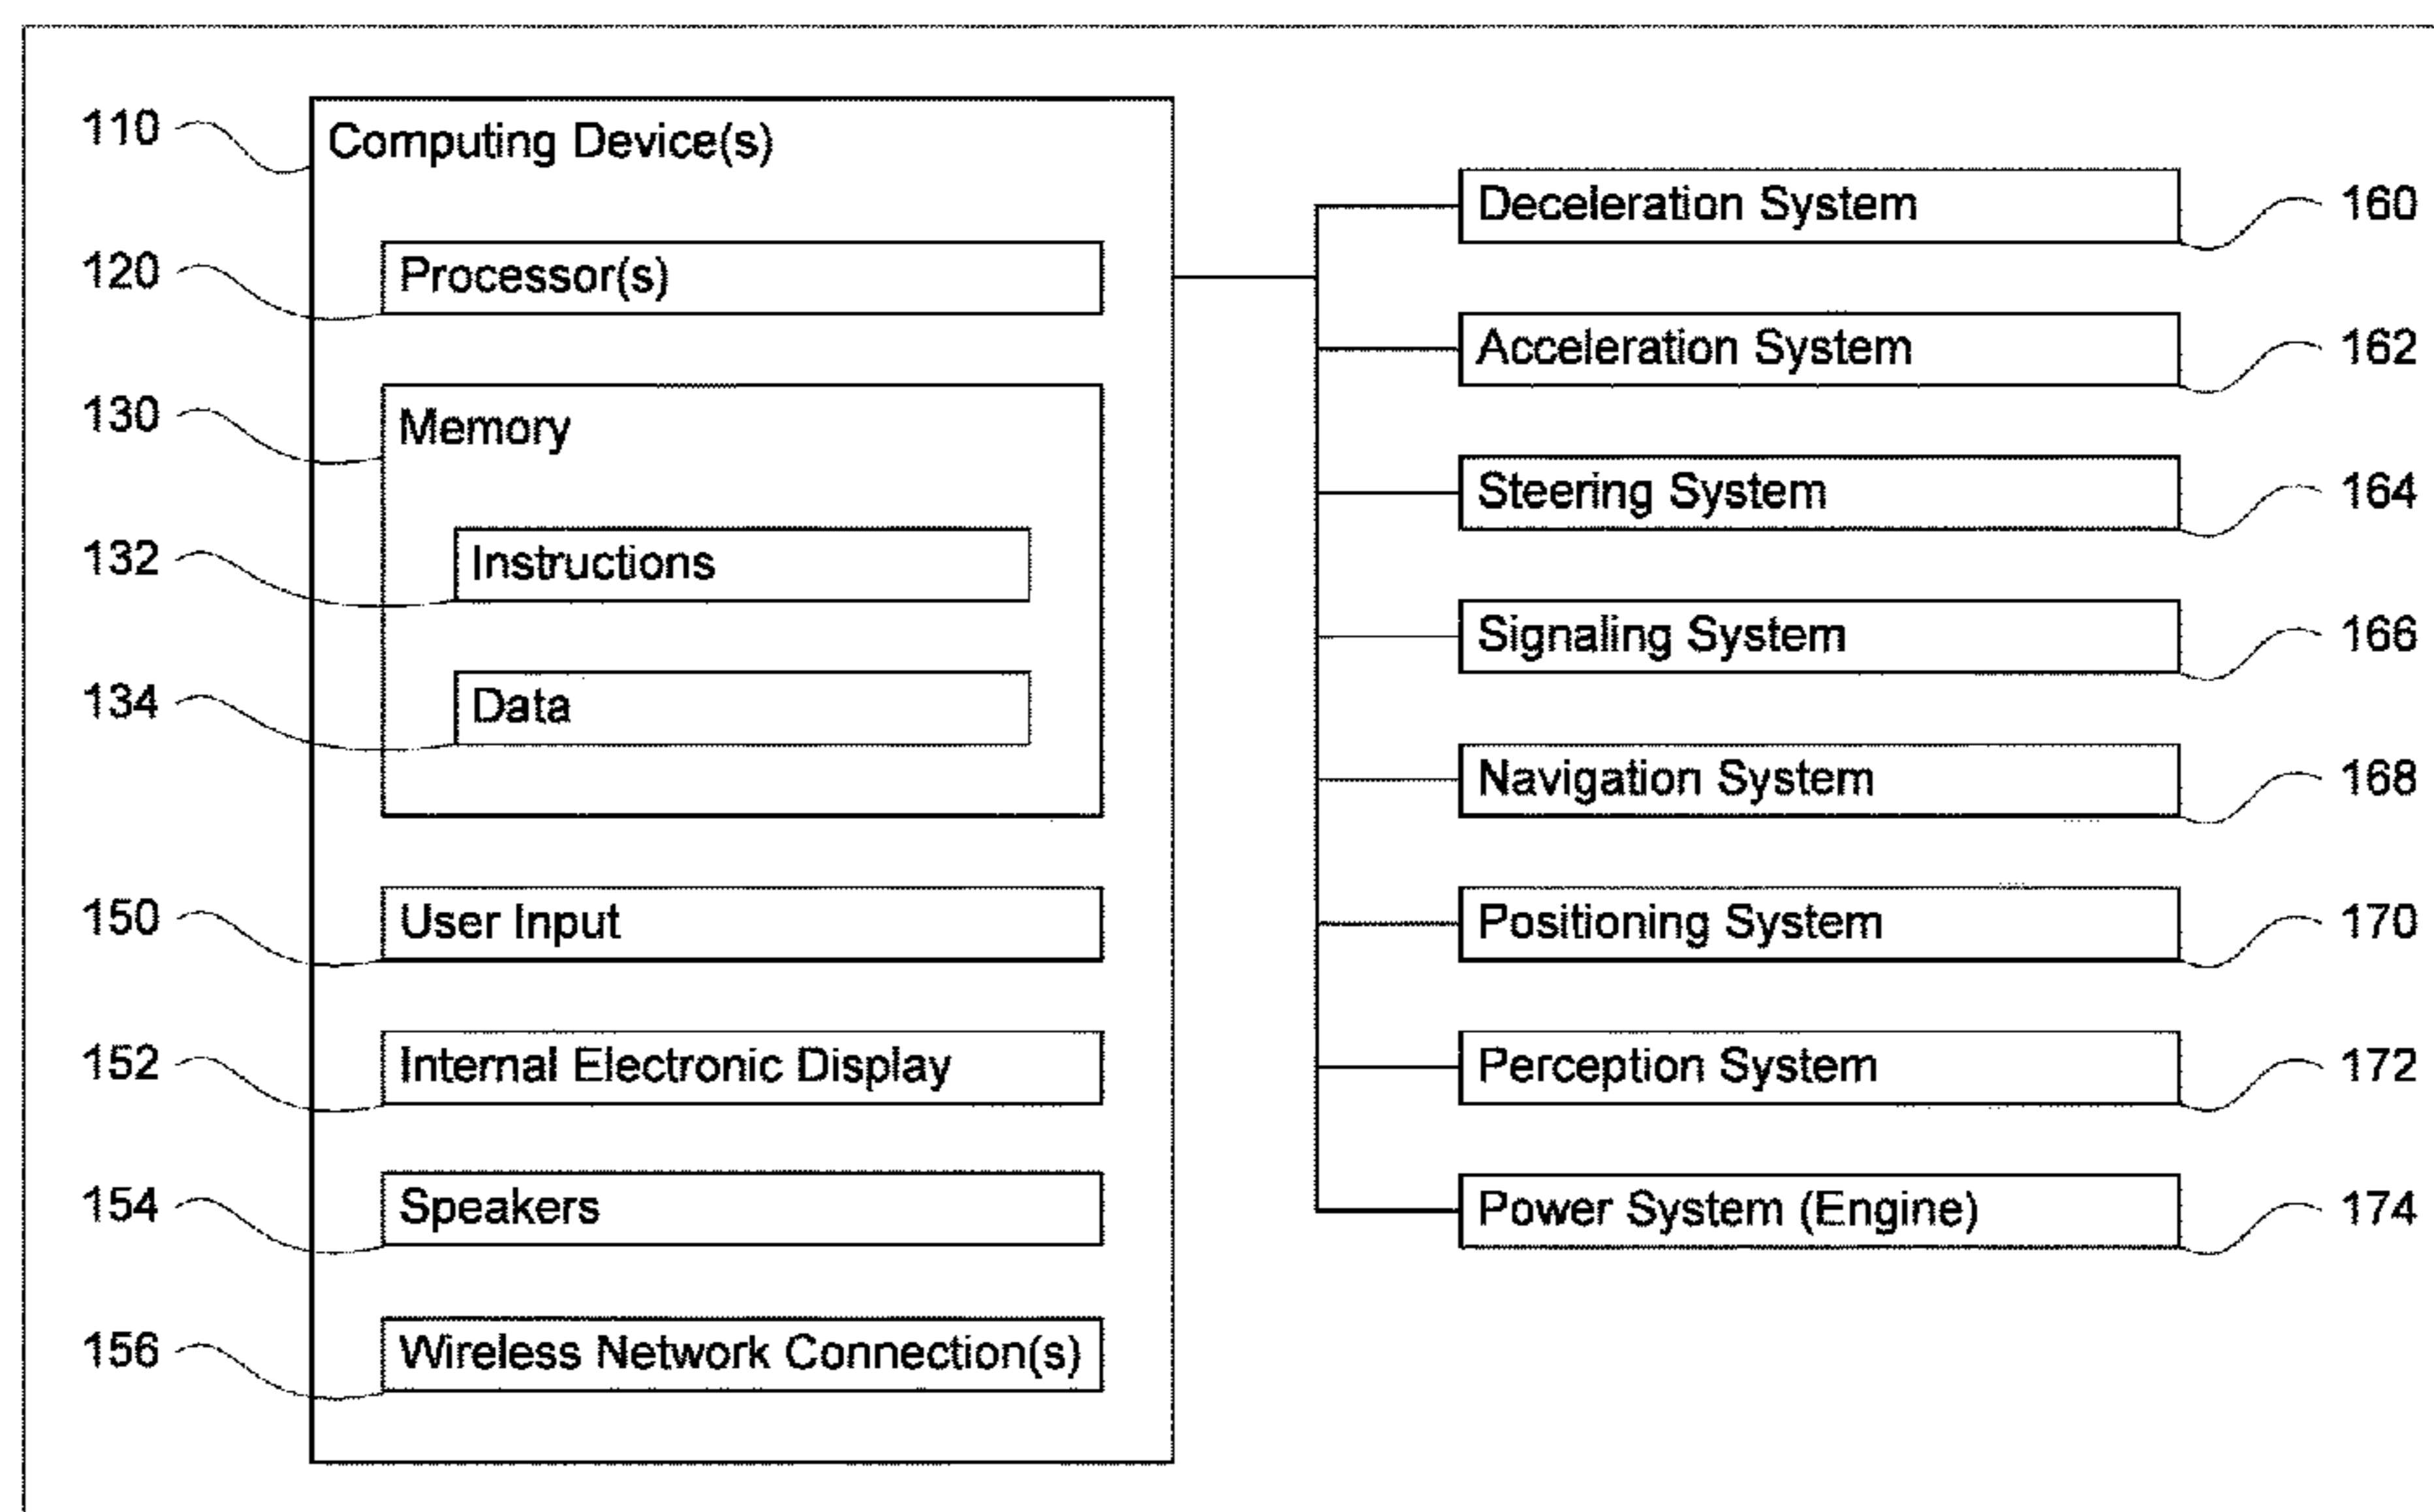 110 Computing Device(s)
120 Processor(s)
130 Memory
132 Instructions
134 Data
150 User Input
152 Internal Electronic Display
154 Speakers
156 Wireless Network Connection(s)
Deceleration System 160
Acceleration System 162
Steering System 164
Signaling System 166
Navigation System 168
Positioning System 170
Perception System 172
Power System (Engine) 174